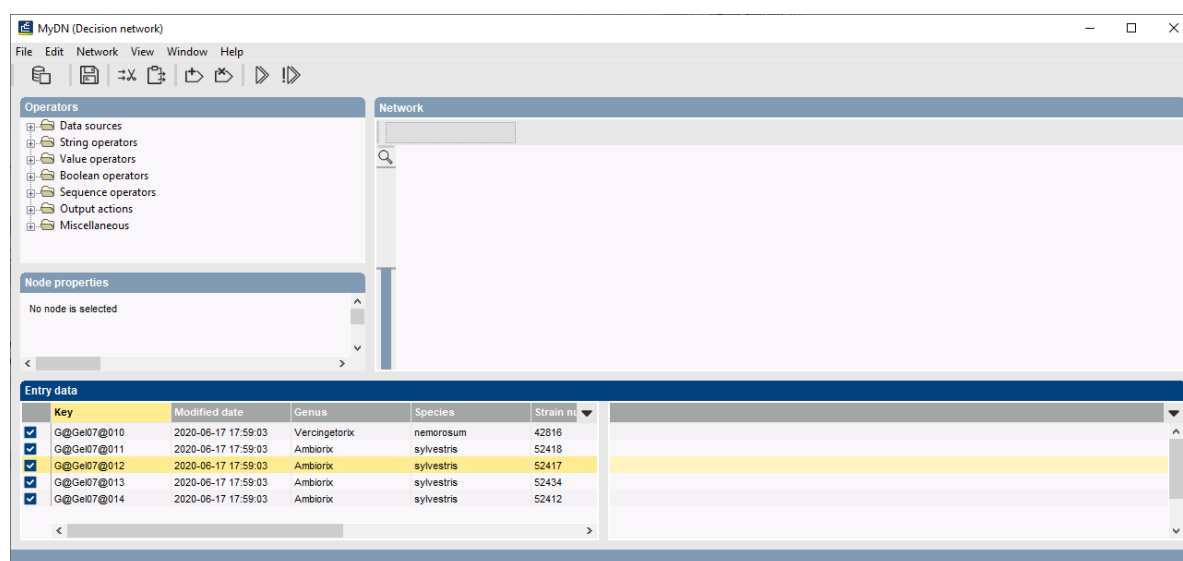 MyDN (Decision network)
File Edit Network View Window Help
Operators
Data sources
String operators
Value operators
Boolean operators
Sequence operators
Output actions
Miscellaneous
Network
Node properties
No node is selected
Entry data
Key Modified date Genus Species Strain nu
G@Gel07@010 2020-06-17 17:59:03 Vercingetorix nemorosum 42816
G@Gel07@011 2020-06-17 17:59:03 Ambiorix sylvestris 52418
G@Gel07@012 2020-06-17 17:59:03 Ambiorix sylvestris 52417
G@Gel07@013 2020-06-17 17:59:03 Ambiorix sylvestris 52434
G@Gel07@014 2020-06-17 17:59:03 Ambiorix sylvestris 52412